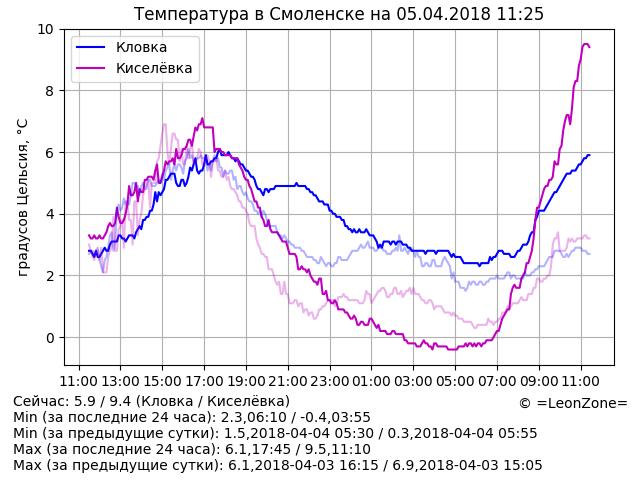 Температура в Смоленске на 05.04.2018 11:25
градусов Цельсия, °C
10
8
6
4
2
0
Кловка
Киселёвка
11:00 13:00 15:00 17:00 19:00 21:00 23:00 01:00 03:00 05:00 07:00 09:00 11:00
Сейчас: 5.9 / 9.4 (Кловка / Киселёвка)
© =LeonZone=
Min (за последние 24 часа): 2.3,06:10 / -0.4,03:55
Min (за предыдущие сутки): 1.5,2018-04-04 05:30 / 0.3,2018-04-04 05:55
Max (за последние 24 часа): 6.1,17:45 / 9.5,11:10
Max (за предыдущие сутки): 6.1,2018-04-03 16:15 / 6.9,2018-04-03 15:05